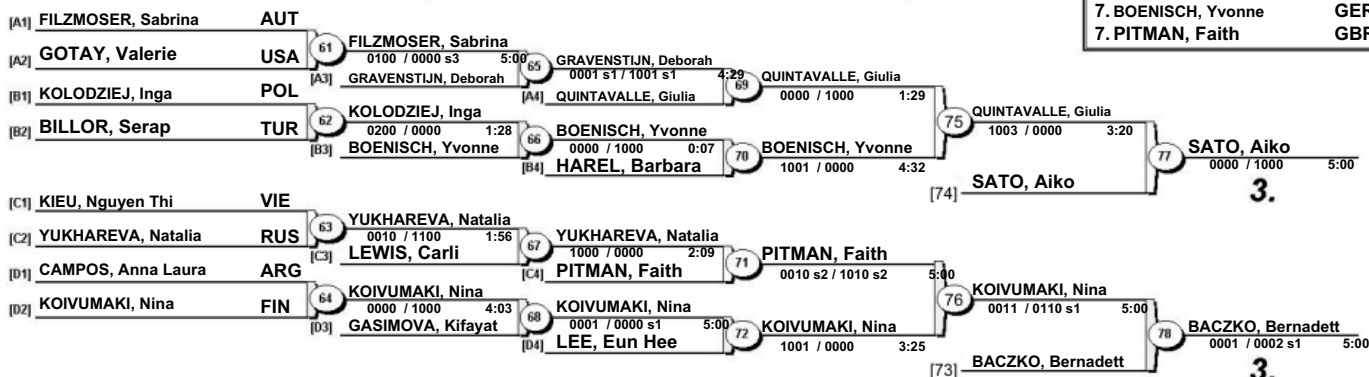 7. BOENISCH, Yvonne GER
7. PITMAN, Faith GBR
[A1] FILZMOSER, Sabrina AUT
[A2] GOTAY, Valerie USA
61 FILZMOSER, Sabrina
0100 / 0000 s3 5:00
[A3] GRAVENSTIJN, Deborah
65 GRAVENSTIJN, Deborah
0001 s1 / 1001 s1 4:29
[A4] QUINTAVALLE, Giulia
69 QUINTAVALLE, Giulia
0000 / 1000 1:29
[B1] KOLODZIEJ, Inga POL
[B2] BILLOR, Serap TUR
62 KOLODZIEJ, Inga
0200 / 0000 1:28
[B3] BOENISCH, Yvonne
66 BOENISCH, Yvonne
0000 / 1000 0:07
[B4] HAREL, Barbara
70 BOENISCH, Yvonne
1001 / 0000 4:32
75 QUINTAVALLE, Giulia
1003 / 0000 3:20
[74] SATO, Aiko
77 SATO, Aiko
0000 / 1000 5:00
3.
[C1] KIEU, Nguyen Thi VIE
[C2] YUKHAREVA, Natalia RUS
63 YUKHAREVA, Natalia
0010 / 1100 1:56
[C3] LEWIS, Carli
67 YUKHAREVA, Natalia
1000 / 0000 2:09
[C4] PITMAN, Faith
71 PITMAN, Faith
0010 s2 / 1010 s2 5:00
[D1] CAMPOS, Anna Laura ARG
[D2] KOIVUMAKI, Nina FIN
64 KOIVUMAKI, Nina
0000 / 1000 4:03
[D3] GASIMOVA, Kifayat
68 KOIVUMAKI, Nina
0001 / 0000 s1 5:00
[D4] LEE, Eun Hee
72 KOIVUMAKI, Nina
1001 / 0000 3:25
76 KOIVUMAKI, Nina
0011 / 0110 s1 5:00
[73] BACZKO, Bernadett
78 BACZKO, Bernadett
0001 / 0002 s1 5:00
3.